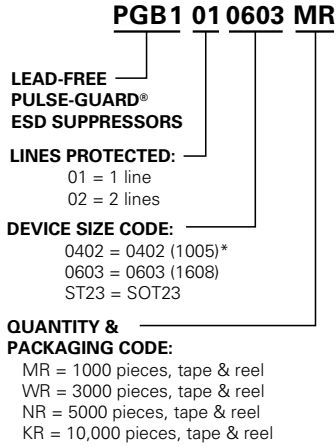 PGB1 01 0603 MR
LEAD-FREE
PULSE-GUARD®
ESD SUPPRESSORS
LINES PROTECTED:
01 = 1 line
02 = 2 lines
DEVICE SIZE CODE:
0402 = 0402 (1005)*
0603 = 0603 (1608)
ST23 = SOT23
QUANTITY &
PACKAGING CODE:
MR = 1000 pieces, tape & reel
WR = 3000 pieces, tape & reel
NR = 5000 pieces, tape & reel
KR = 10,000 pieces, tape & reel